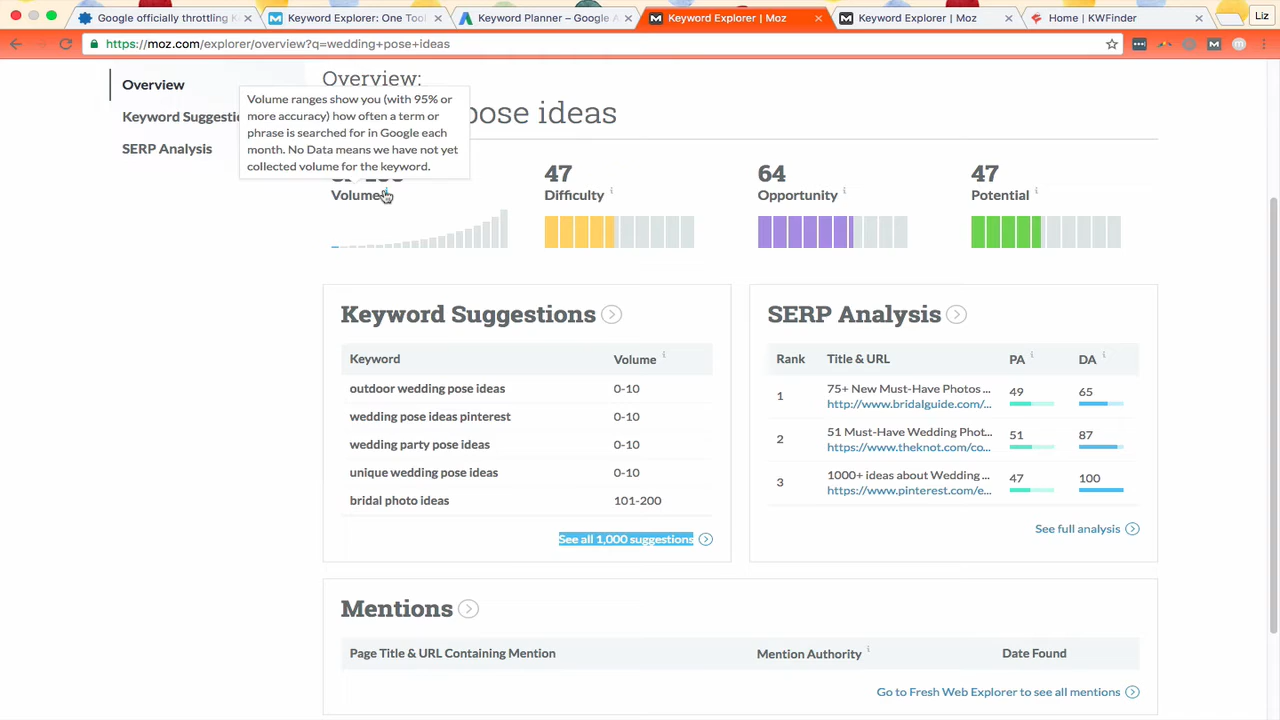 Google officially throttling K
Keyword Explorer: One Tool
Keyword Planner – Google A
Keyword Explorer | Moz
Keyword Explorer | Moz
Home | KWFinder
Liz
https://moz.com/explorer/overview?q=wedding+pose+ideas
Overview
Keyword Suggestio
SERP Analysis
Overview:
pose ideas
Volume ranges show you (with 95% or
more accuracy) how often a term or
phrase is searched for in Google each
month. No Data means we have not yet
collected volume for the keyword.
Volume
47
Difficulty
64
Opportunity
47
Potential
Keyword Suggestions
Keyword Volume
outdoor wedding pose ideas 0-10
wedding pose ideas pinterest 0-10
wedding party pose ideas 0-10
unique wedding pose ideas 0-10
bridal photo ideas 101-200
See all 1,000 suggestions
SERP Analysis
Rank Title & URL PA DA
1 75+ New Must-Have Photos ... 49 65
http://www.bridalguide.com/...
2 51 Must-Have Wedding Phot... 51 87
https://www.theknot.com/co...
3 1000+ ideas about Wedding ... 47 100
https://www.pinterest.com/e...
See full analysis
Mentions
Page Title & URL Containing Mention Mention Authority Date Found
Go to Fresh Web Explorer to see all mentions